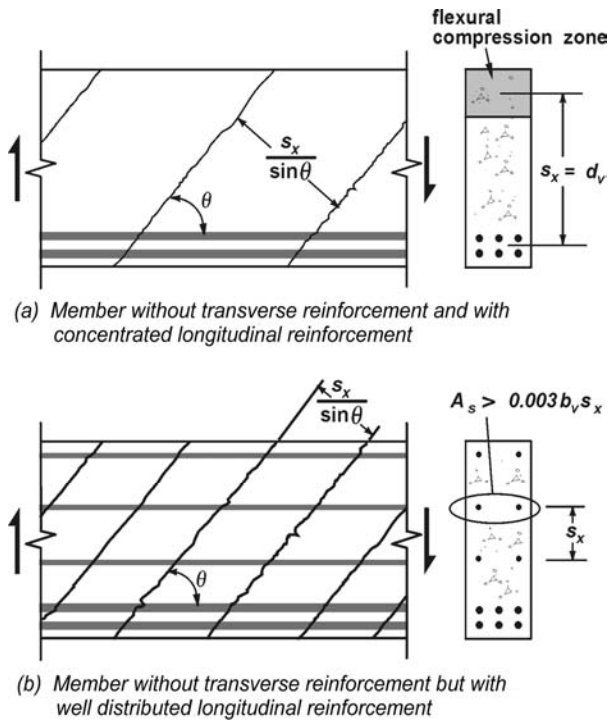 flexural
compression zone
s_x
sinθ
θ
s_x = d_v
(a) Member without transverse reinforcement and with
concentrated longitudinal reinforcement
s_x
sinθ
A_s > 0.003 b_v s_x
θ
s_x
(b) Member without transverse reinforcement but with
well distributed longitudinal reinforcement